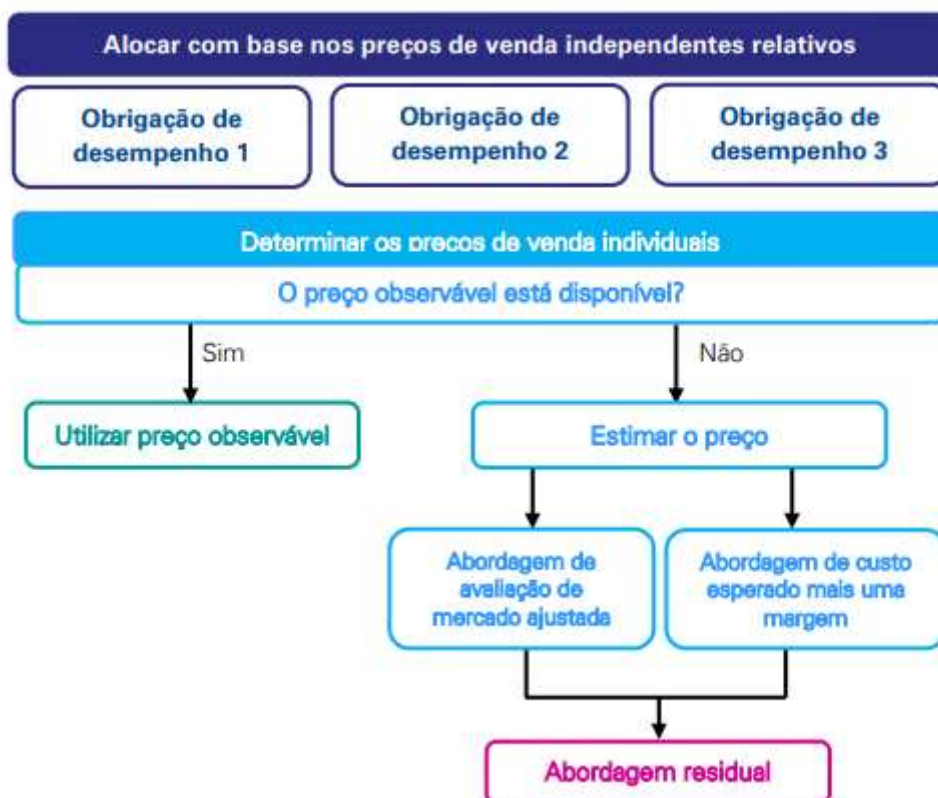 Alocar com base nos preços de venda independentes relativos
Obrigação de
desempenho 1
Obrigação de
desempenho 2
Obrigação de
desempenho 3
Determinar os preços de venda individuais
O preço observável está disponível?
Sim
Não
Utilizar preço observável
Estimar o preço
Abordagem de
avaliação de
mercado ajustada
Abordagem de custo
esperado mais uma
margem
Abordagem residual